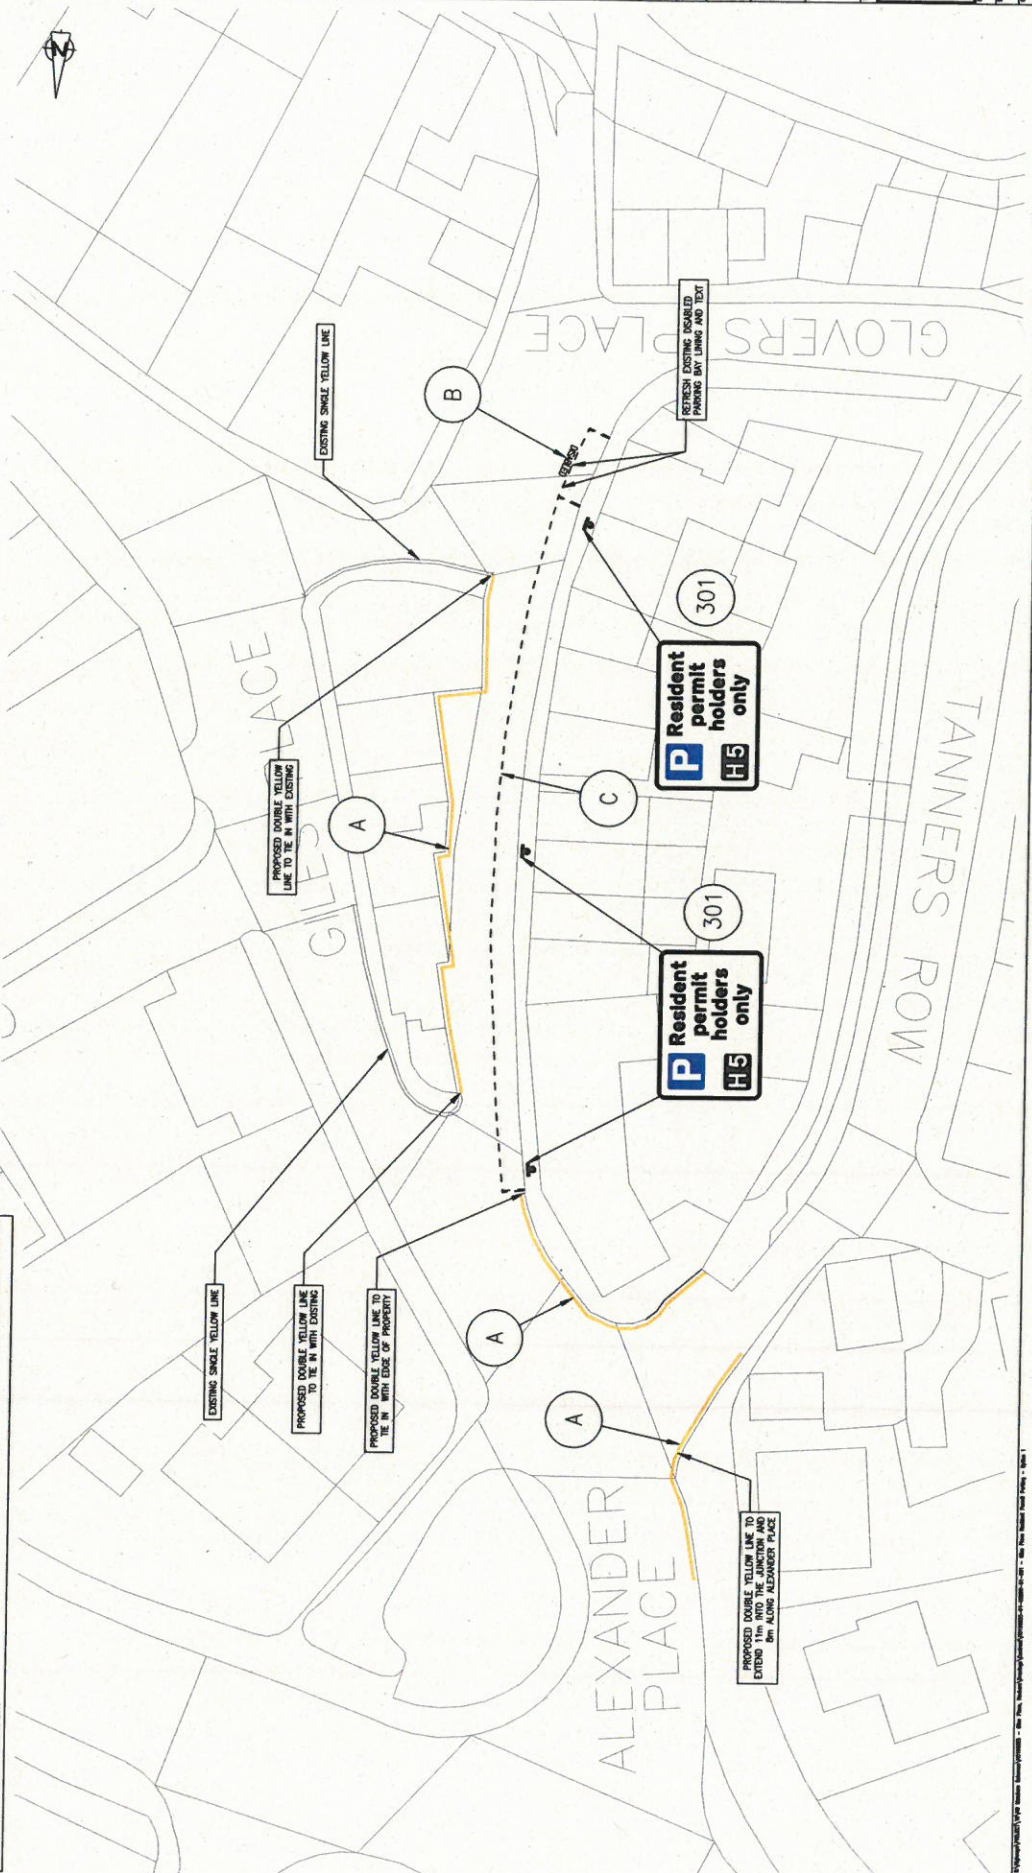 EXISTING SINGLE YELLOW LINE
PROPOSED DOUBLE YELLOW LINE
TO TIE IN WITH EXISTING
PROPOSED DOUBLE YELLOW LINE TO
TIE IN WITH EDGE OF PROPERTY
PROPOSED DOUBLE YELLOW
LINE TO TIE IN WITH EXISTING
EXISTING SINGLE YELLOW LINE
GILES PLACE
A
B
C
A
A
ALEXANDER
PLACE
PROPOSED DOUBLE YELLOW LINE TO
EXTEND 11m INTO THE JUNCTION AND
8m ALONG ALEXANDER PLACE
P Resident
permit
holders
H5 only
301
P Resident
permit
holders
H5 only
301
REFRESH EXISTING DISABLED
PARKING BAY LINING AND TEXT
GLOVERS PLACE
TANNERS ROW
N